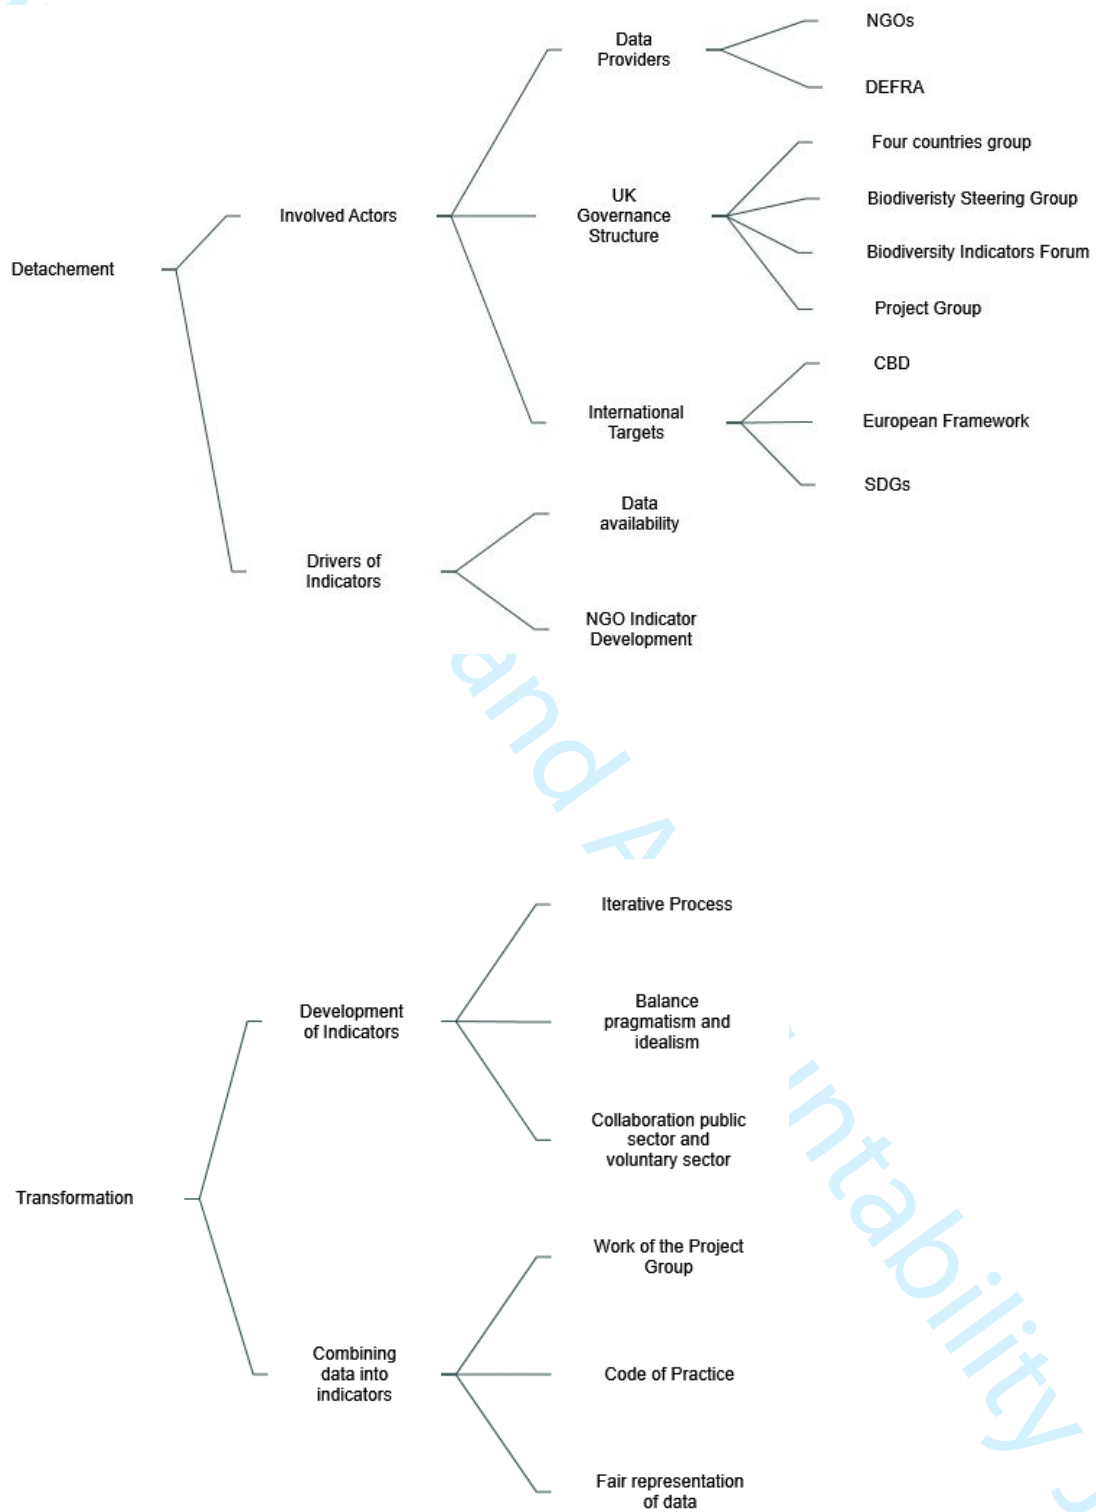 NGOs
Data
Providers
DEFRA
Four countries group
UK
Governance
Structure
Biodiveristy Steering Group
Involved Actors
Biodiversity Indicators Forum
Detachement
Project Group
CBD
International
Targets
European Framework
SDGs
Data
availability
Drivers of
Indicators
NGO Indicator
Development
and A
Iterative Process
Development
of Indicators
Balance
pragmatism and
idealism
Collaboration public
sector and
voluntary sector
untability J
Transformation
Work of the Project
Group
Combining
data into
indicators
Code of Practice
Fair representation
of data